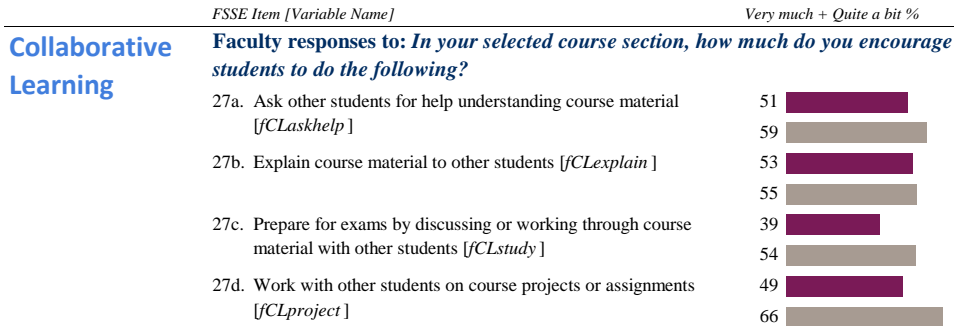 FSSE Item [Variable Name] Very much + Quite a bit %
Collaborative
Learning
Faculty responses to: In your selected course section, how much do you encourage
students to do the following?
27a. Ask other students for help understanding course material
[fCLaskhelp ]
51
59
27b. Explain course material to other students [fCLexplain ]
53
55
27c. Prepare for exams by discussing or working through course
material with other students [fCLstudy ]
39
54
27d. Work with other students on course projects or assignments
[fCLproject ]
49
66